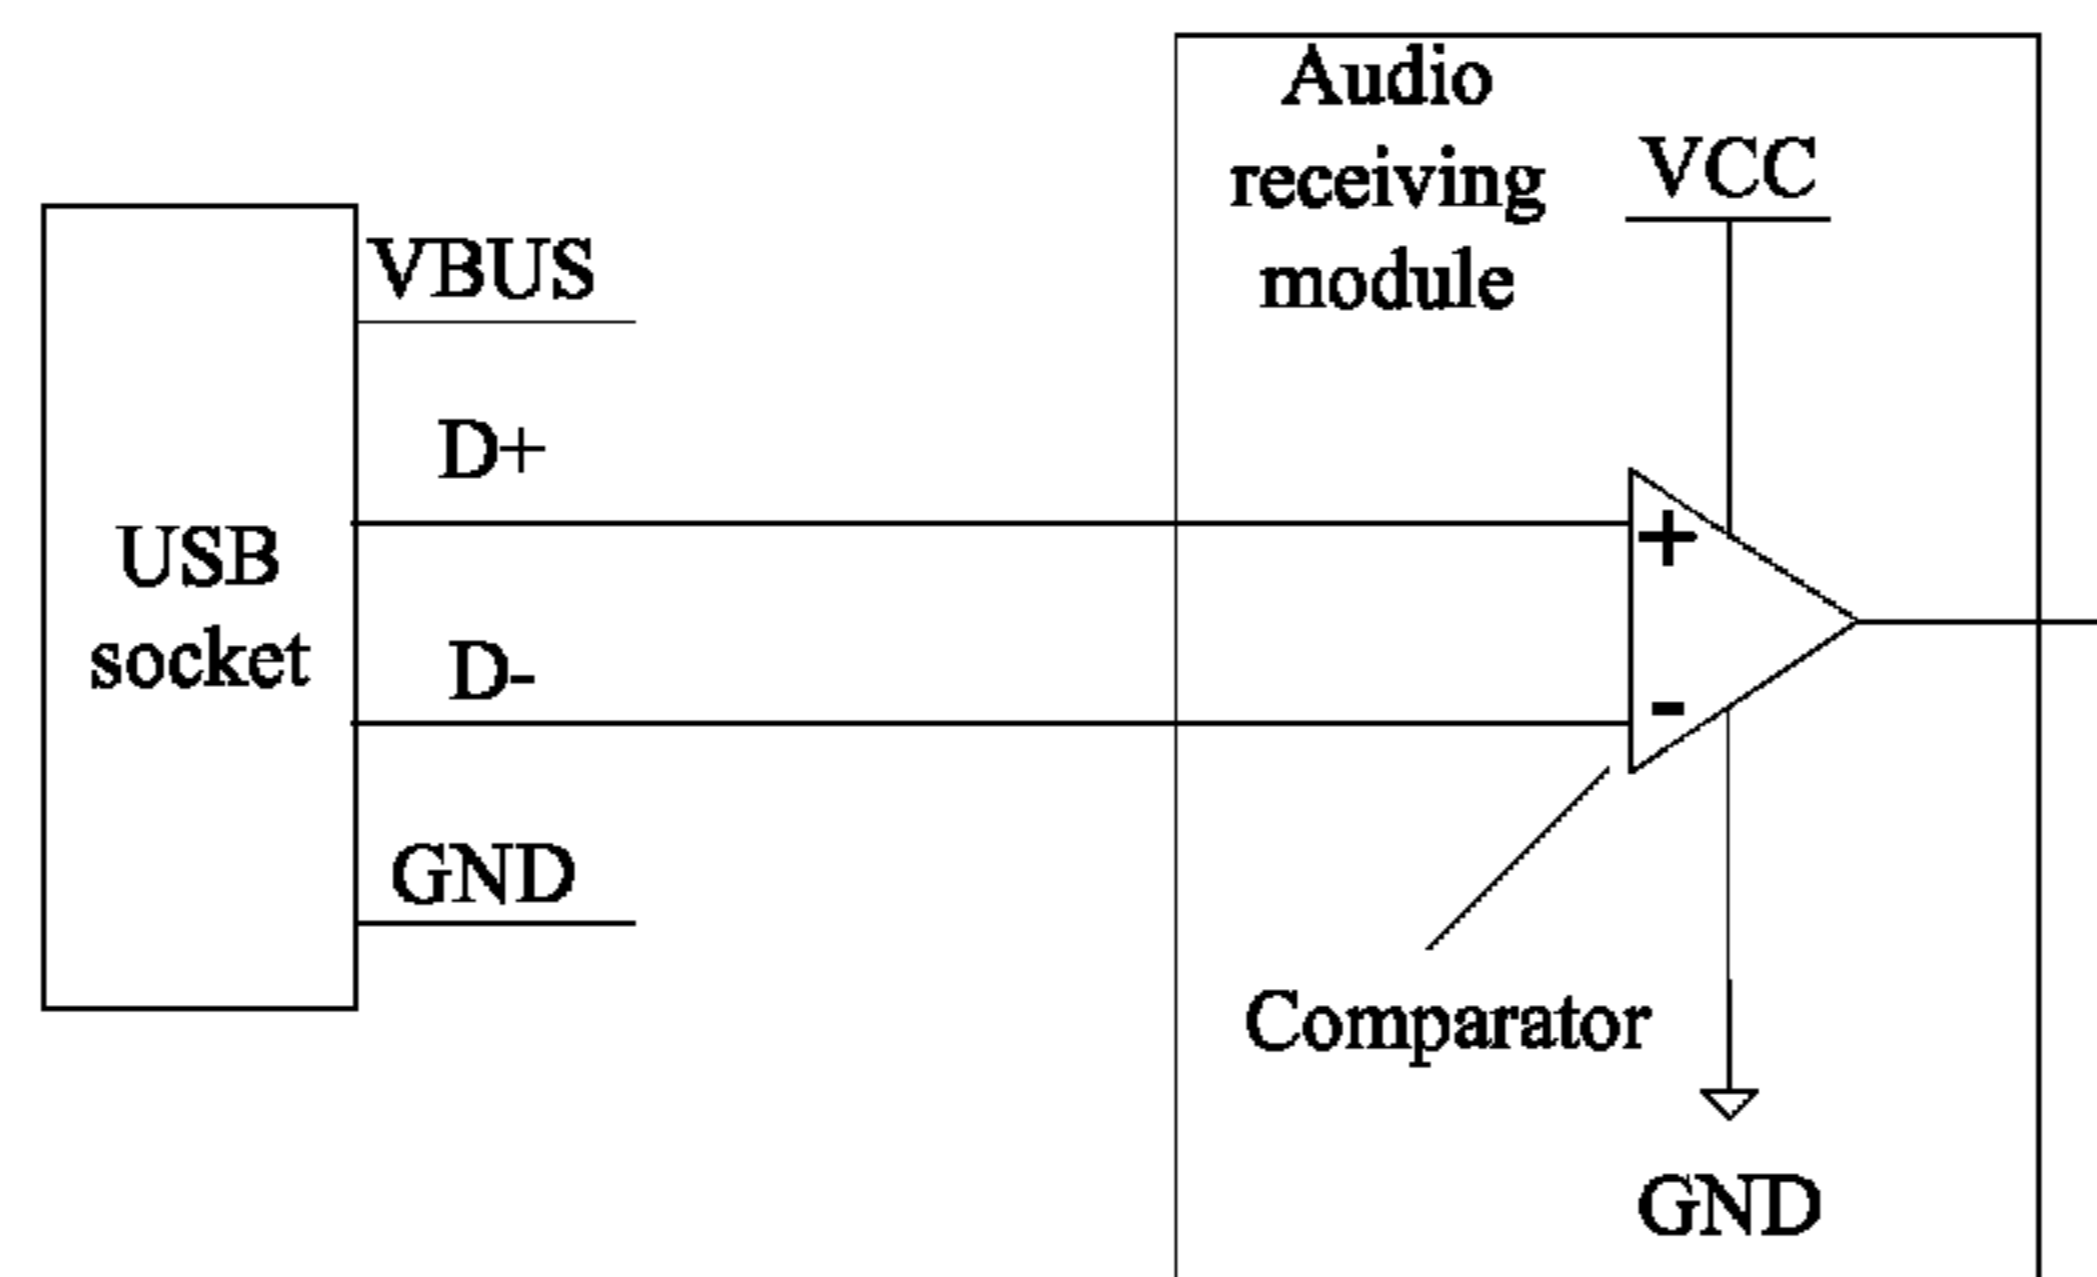 Audio
receiving
module
VCC
VBUS
D+
USB
socket
D-
GND
+
-
Comparator
GND